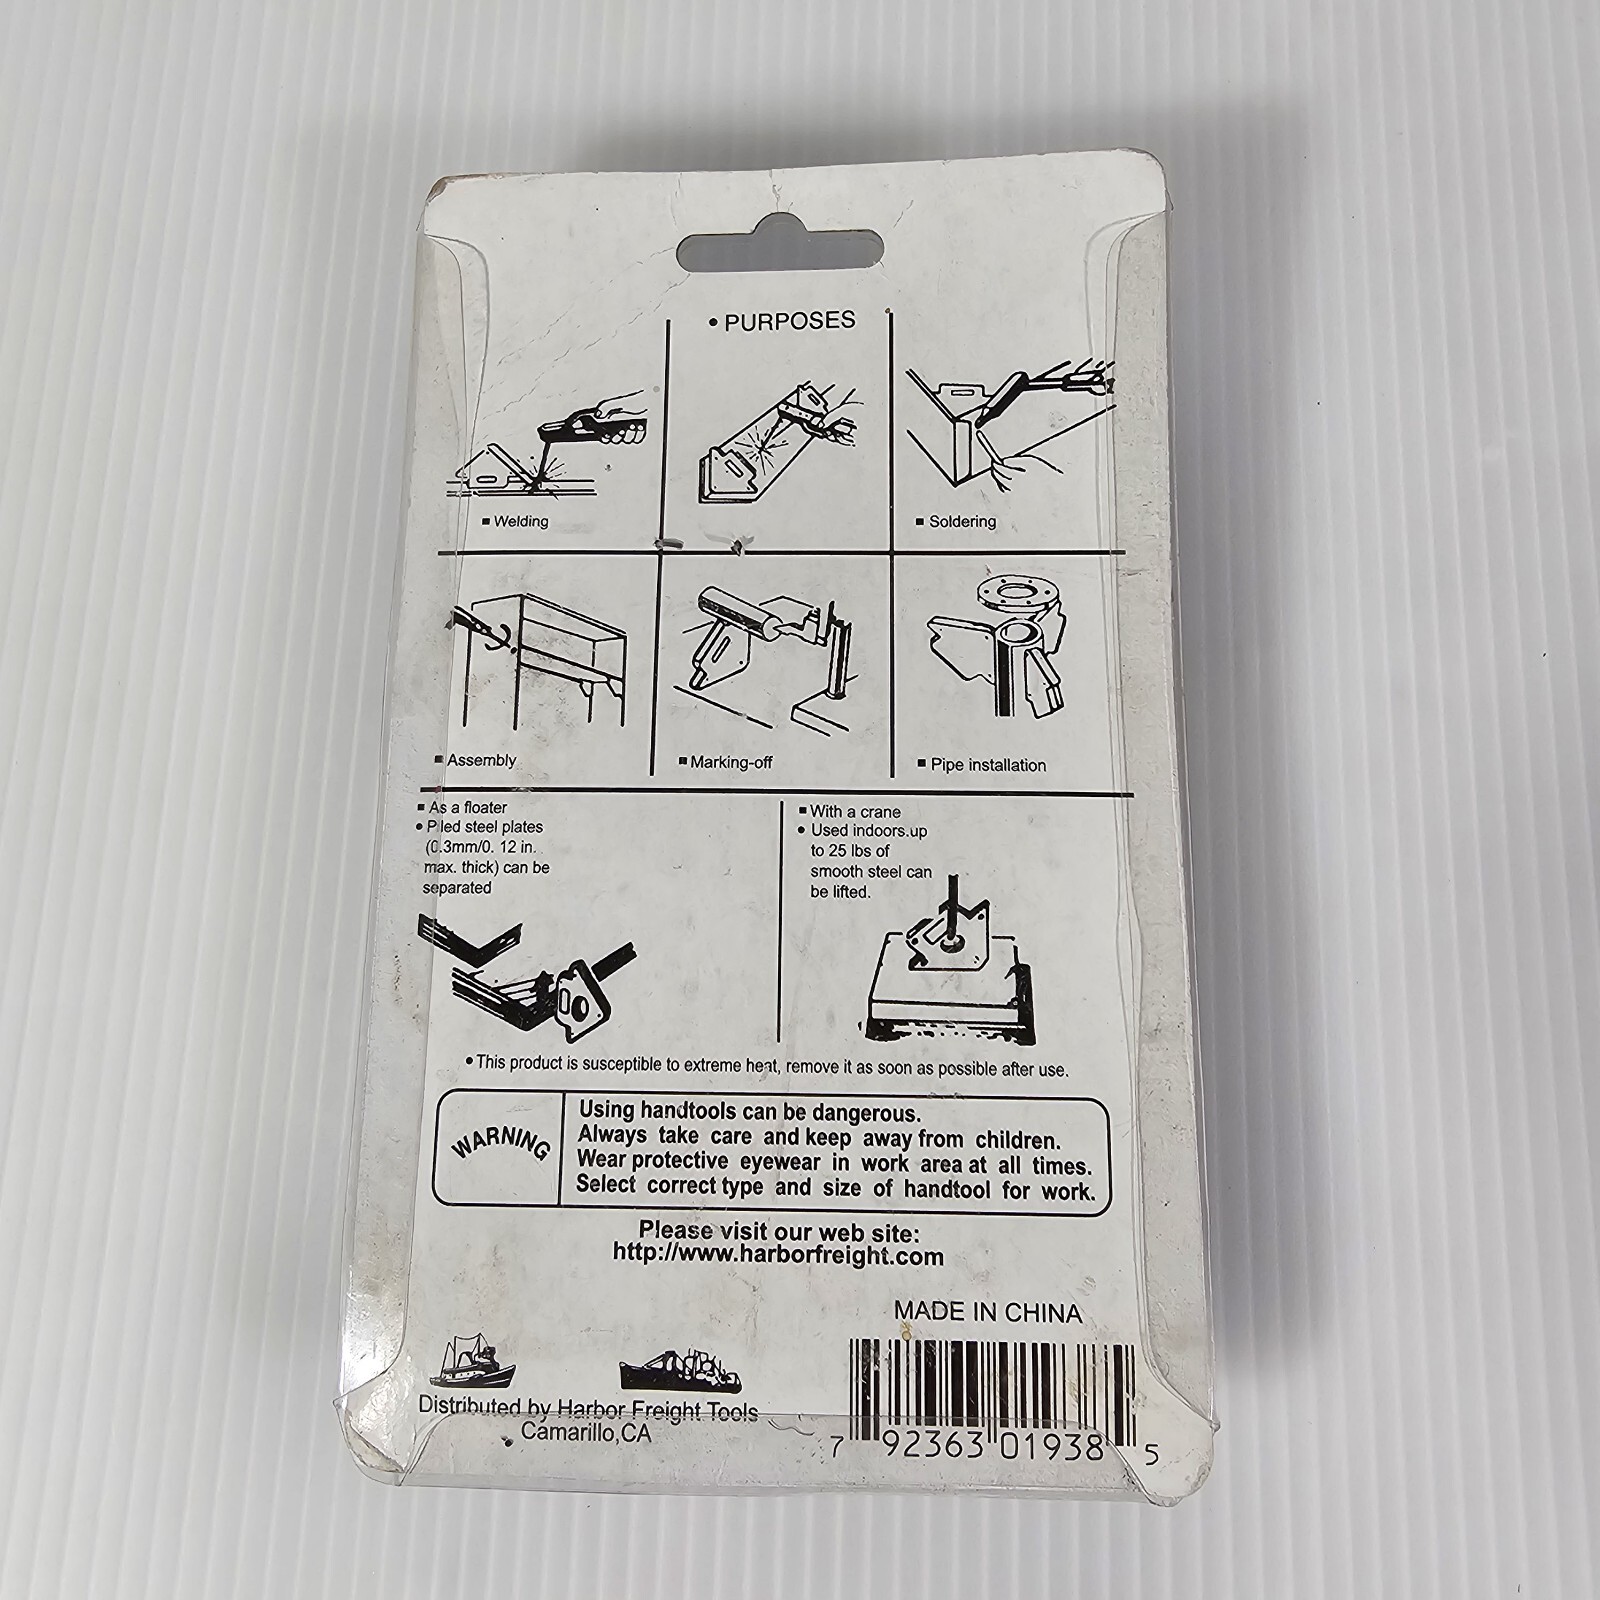 • PURPOSES
▪ Welding
▪ Soldering
▪ Assembly
▪ Marking-off
▪ Pipe installation
▪ As a floater
• Piled steel plates
(0.3mm/0. 12 in.
max. thick) can be
separated
▪ With a crane
• Used indoors.up
to 25 lbs of
smooth steel can
be lifted.
• This product is susceptible to extreme heat, remove it as soon as possible after use.
WARNING
Using handtools can be dangerous.
Always take care and keep away from children.
Wear protective eyewear in work area at all times.
Select correct type and size of handtool for work.
Please visit our web site:
http://www.harborfreight.com
MADE IN CHINA
Distributed by Harbor Freight Tools
Camarillo,CA
7 92363 01938 5